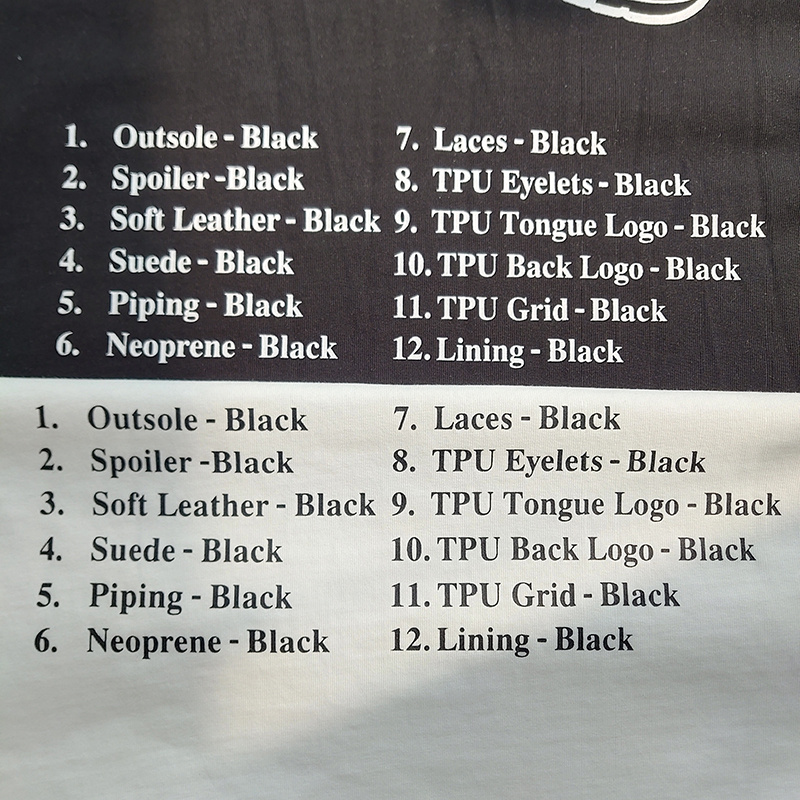 1. Outsole - Black
2. Spoiler -Black
3. Soft Leather - Black
4. Suede - Black
5. Piping - Black
6. Neoprene - Black
7. Laces - Black
8. TPU Eyelets - Black
9. TPU Tongue Logo - Black
10. TPU Back Logo - Black
11. TPU Grid - Black
12. Lining - Black
1. Outsole - Black
2. Spoiler -Black
3. Soft Leather - Black
4. Suede - Black
5. Piping - Black
6. Neoprene - Black
7. Laces - Black
8. TPU Eyelets - Black
9. TPU Tongue Logo - Black
10. TPU Back Logo - Black
11. TPU Grid - Black
12. Lining - Black